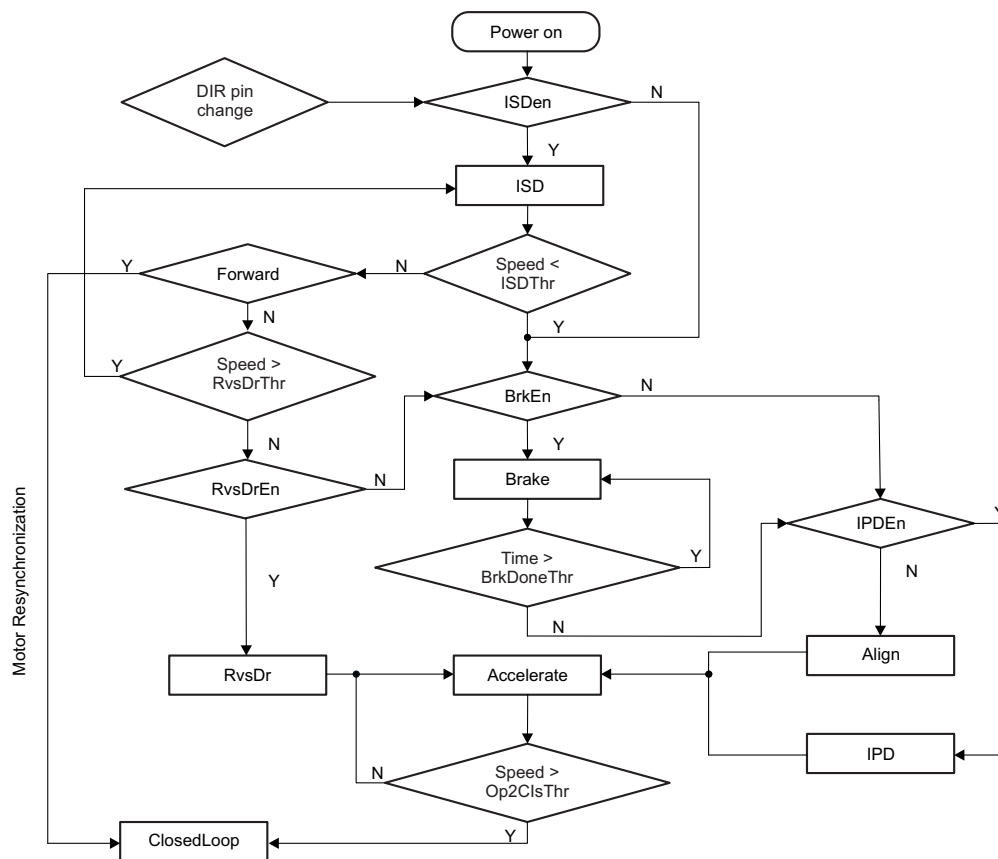 Power on
DIR pin
change
ISDen
N
Y
ISD
Speed <
ISDThr
N
Forward
Y
N
Y
Speed >
RvsDrThr
Y
N
BrkEn
N
Y
RvsDrEn
N
Brake
IPDEn
Y
Time >
BrkDoneThr
Y
N
Y
N
Motor Resynchronization
Align
RvsDr
Accelerate
IPD
Speed >
Op2ClsThr
N
Y
ClosedLoop